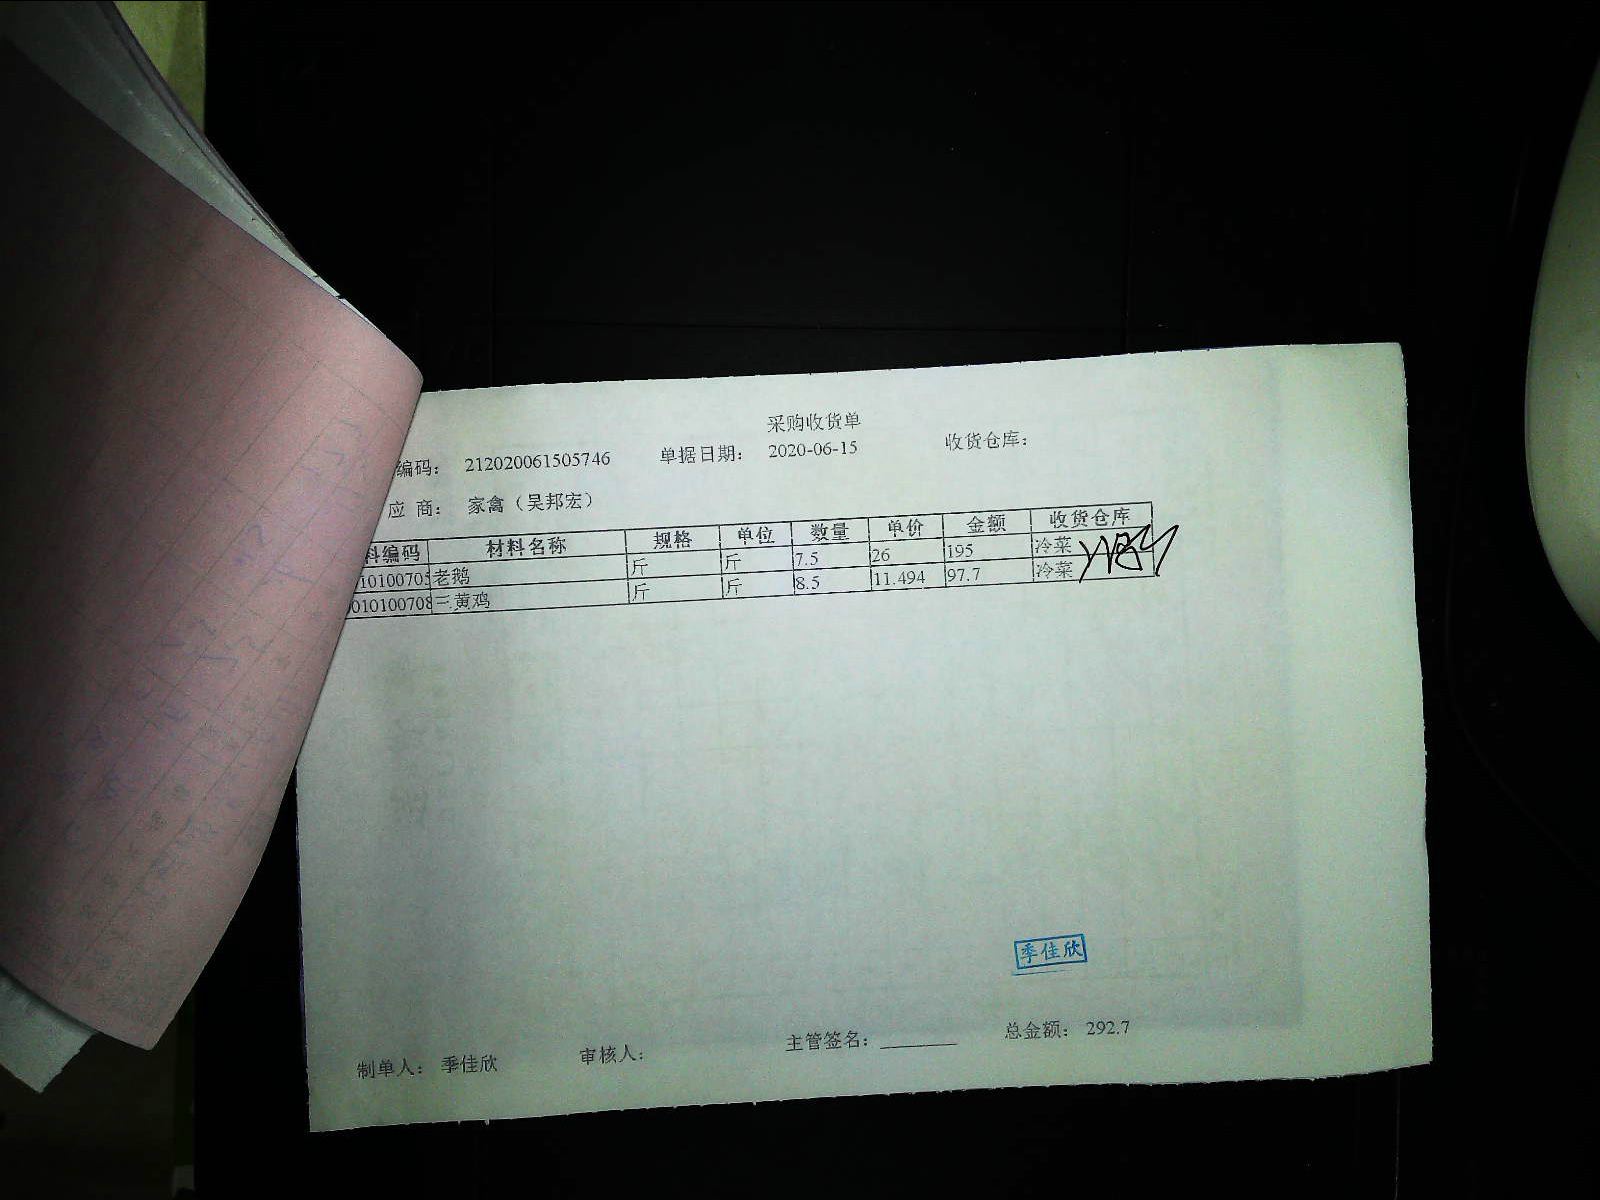 采购收货单
编码: 212020061505746 单据日期: 2020-06-15 收货仓库:
应 商: 家禽（吴邦宏）
料编码 材料名称 规格 单位 数量 单价 金额 收货仓库
10100705 老鹅 斤 斤 7.5 26 195 冷菜
010100708 三黄鸡 斤 斤 8.5 11.494 97.7 冷菜
季佳欣
制单人: 季佳欣 审核人: 主管签名: 总金额: 292.7